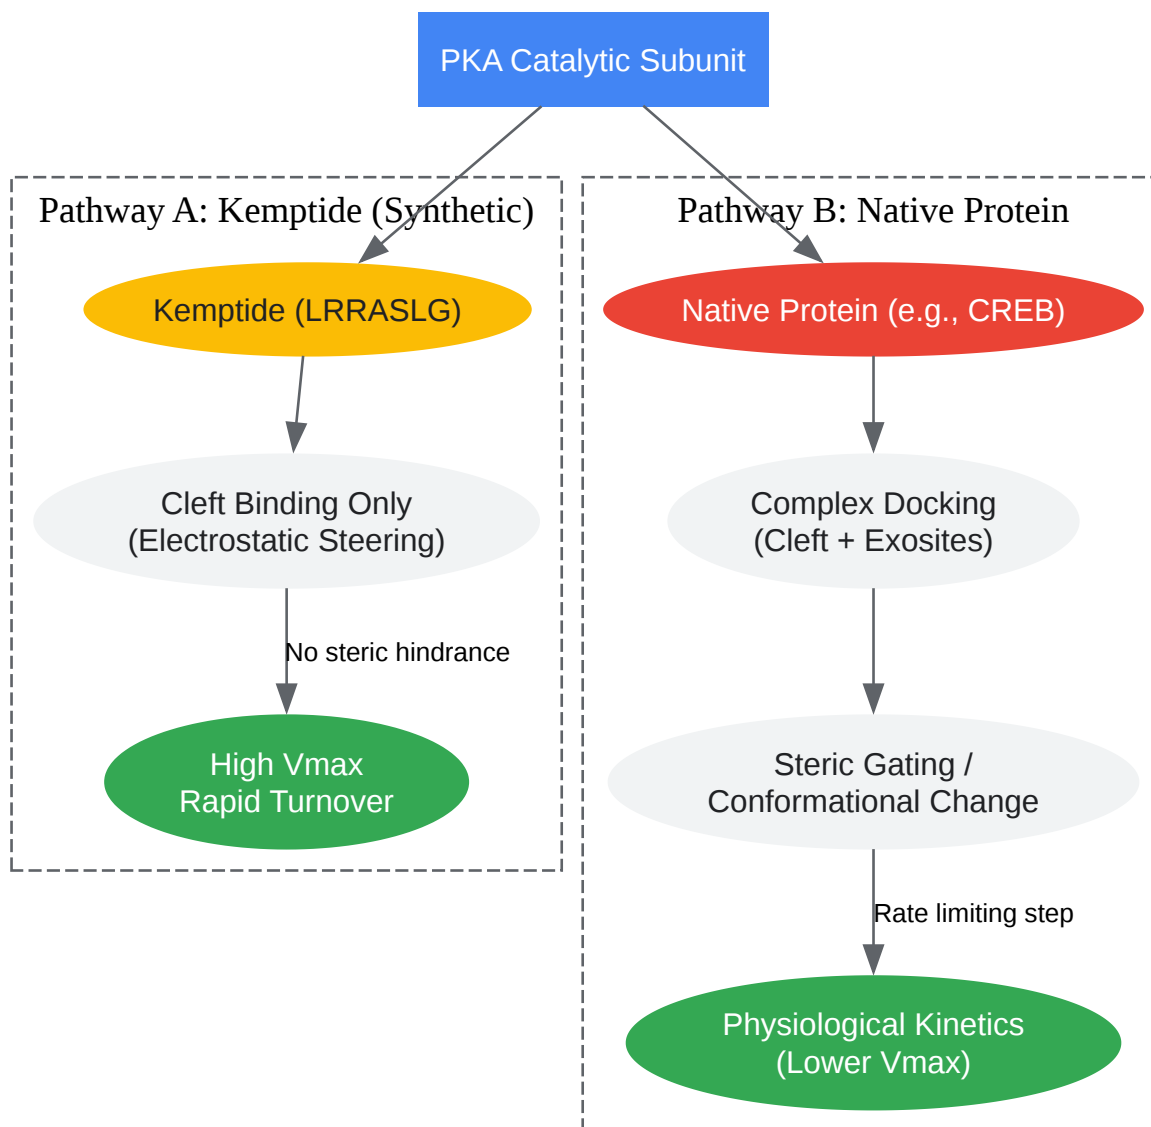 PKA Catalytic Subunit
Pathway A: Kemptide (Synthetic)
Kemptide (LRRASLG)
Cleft Binding Only
(Electrostatic Steering)
No steric hindrance
High Vmax
Rapid Turnover
Pathway B: Native Protein
Native Protein (e.g., CREB)
Complex Docking
(Cleft + Exosites)
Steric Gating /
Conformational Change
Rate limiting step
Physiological Kinetics
(Lower Vmax)